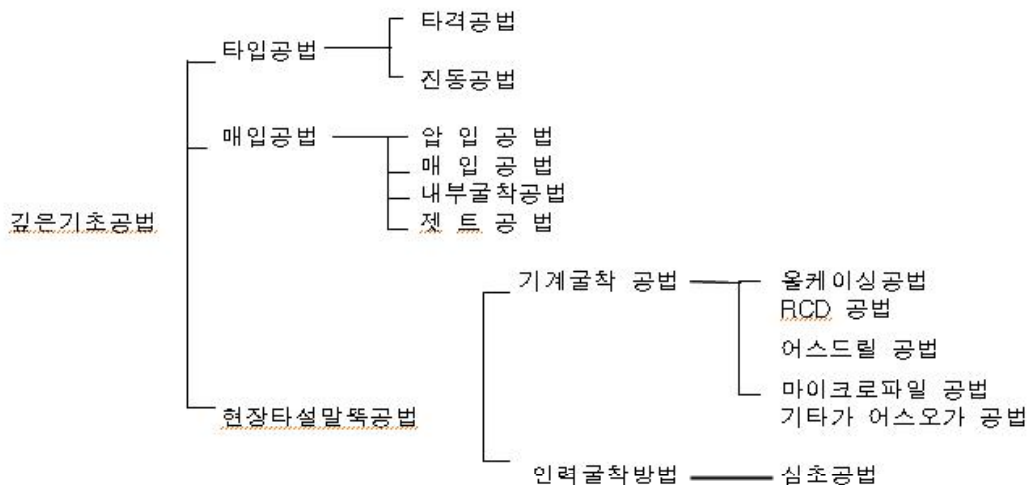 타격공법
타입공법
진동공법
매입공법
압 입 공 법
매 입 공 법
내부굴착공법
젯 트 공 법
깊은기초공법
기계굴착 공법
올케이싱공법
RCD 공법
어스드릴 공법
마이크로파일 공법
현장타설말뚝공법
기타가 어스오가 공법
인력굴착방법
심초공법